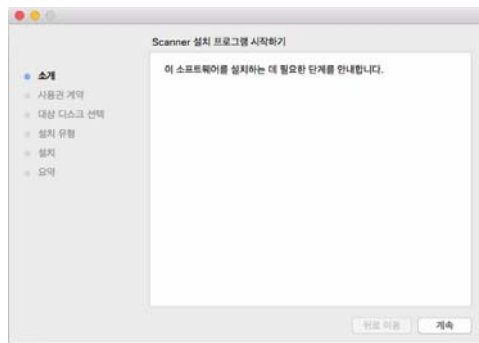 Scanner 설치 프로그램 시작하기
이 소프트웨어를 설치하는 데 필요한 단계를 안내합니다.
소개
사용권 계약
대상 디스크 선택
설치 유형
설치
요약
뒤로 이동
계속